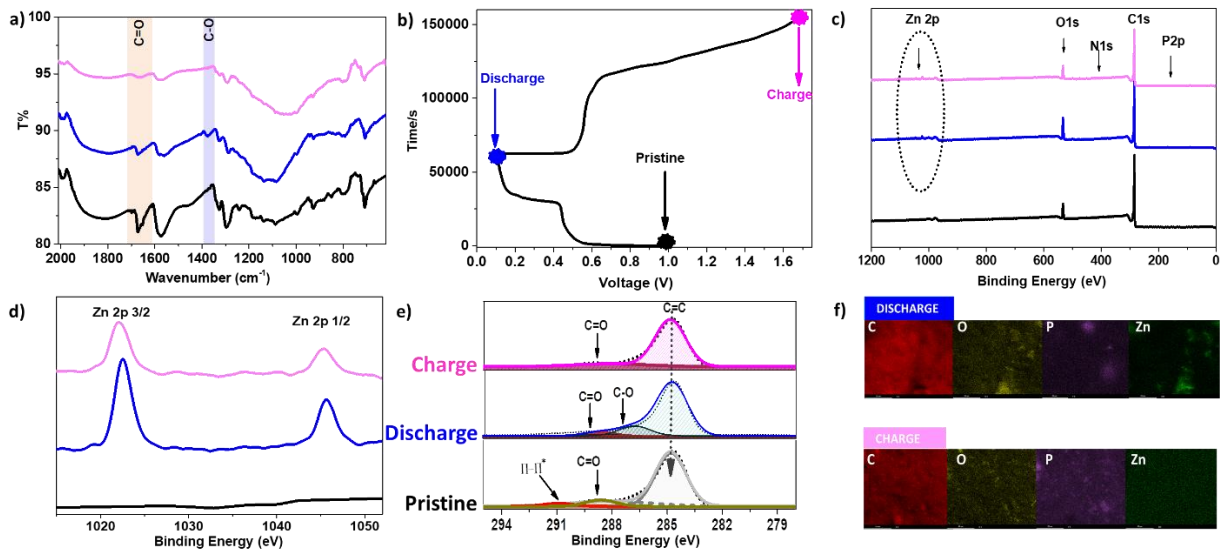 a)
100
95
90
85
80
T%
C=O
C-O
2000 1800 1600 1400 1200 1000 800
Wavenumber (cm-1)
b)
150000
100000
50000
0
Time/s
Discharge
Charge
Pristine
0.0 0.2 0.4 0.6 0.8 1.0 1.2 1.4 1.6
Voltage (V)
c)
Zn 2p
O1s
N1s
C1s
P2p
1200 1000 800 600 400 200 0
Binding Energy (eV)
d)
Zn 2p 3/2
Zn 2p 1/2
1020 1030 1040 1050
Binding Energy (eV)
e)
C=C
C=O
Charge
C=O
C-O
Discharge
Π-Π*
C=O
Pristine
294 291 288 285 282 279
Binding Energy (eV)
f)
DISCHARGE
C O P Zn
CHARGE
C O P Zn